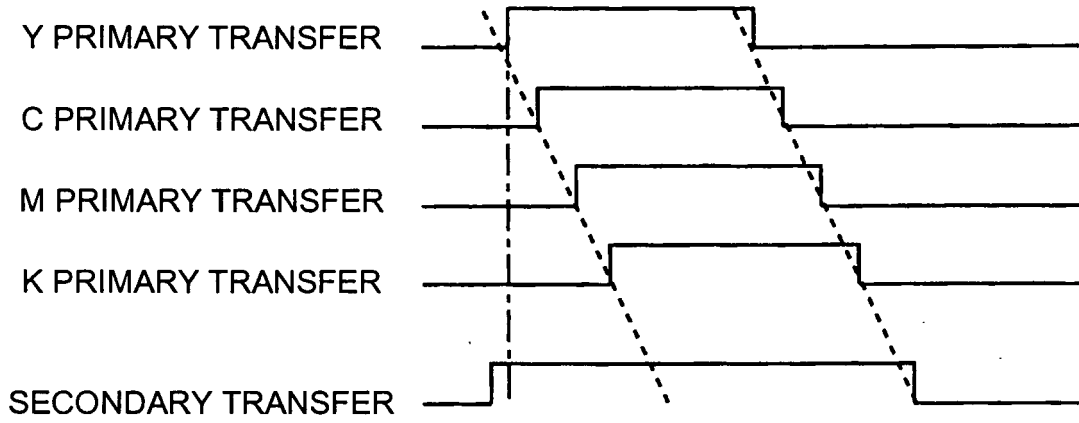 Y PRIMARY TRANSFER
C PRIMARY TRANSFER
M PRIMARY TRANSFER
K PRIMARY TRANSFER
SECONDARY TRANSFER